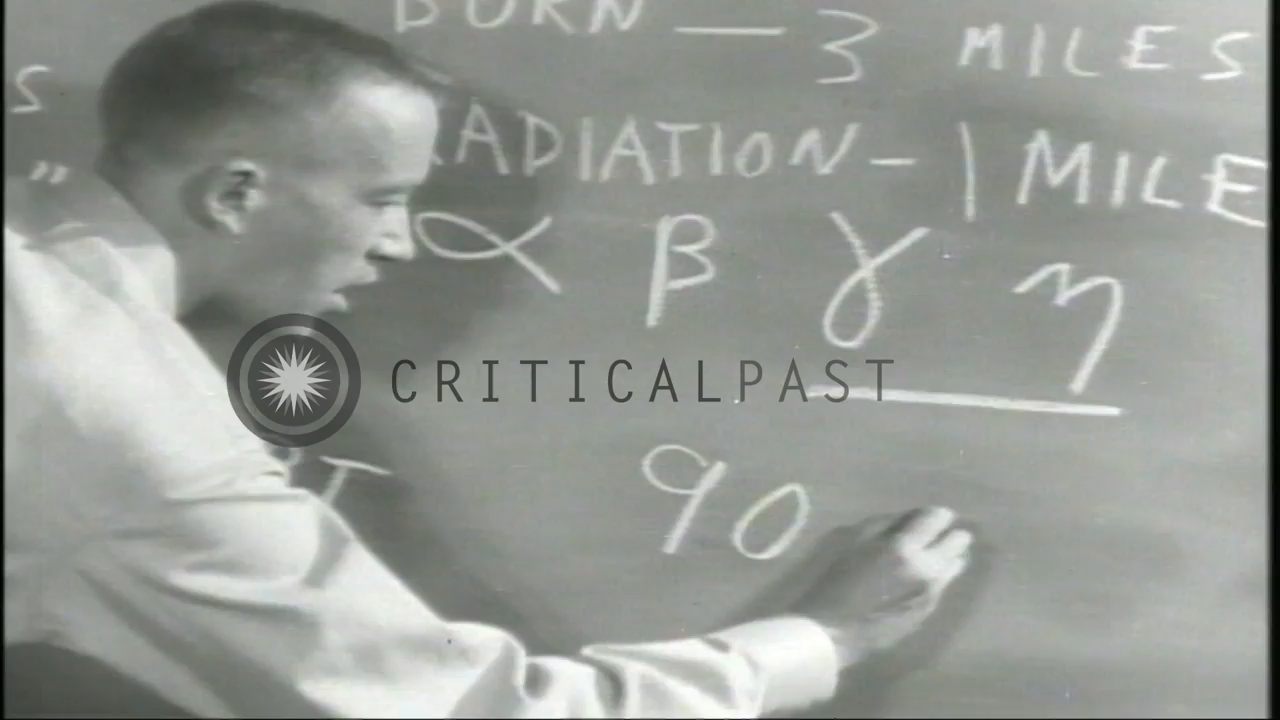 BURN — 3 MILES
S
RADIATION - 1 MILE
"
α β γ η
CRITICALPAST
90